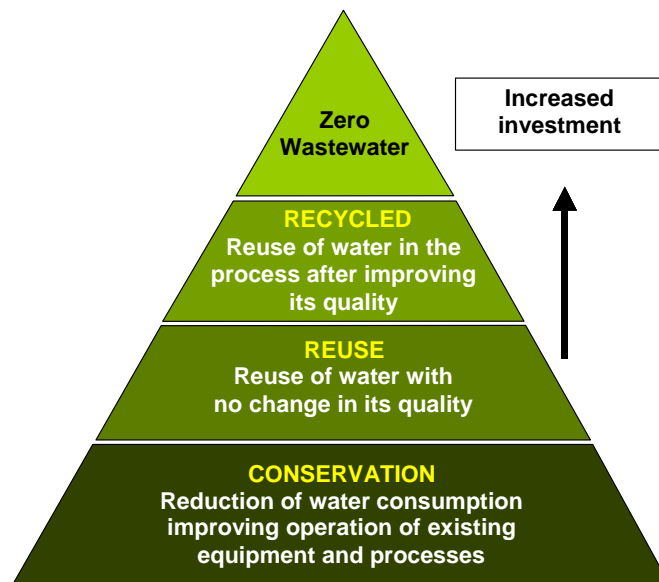 Zero
Wastewater
Increased
investment
RECYCLED
Reuse of water in the
process after improving
its quality
REUSE
Reuse of water with
no change in its quality
CONSERVATION
Reduction of water consumption
improving operation of existing
equipment and processes